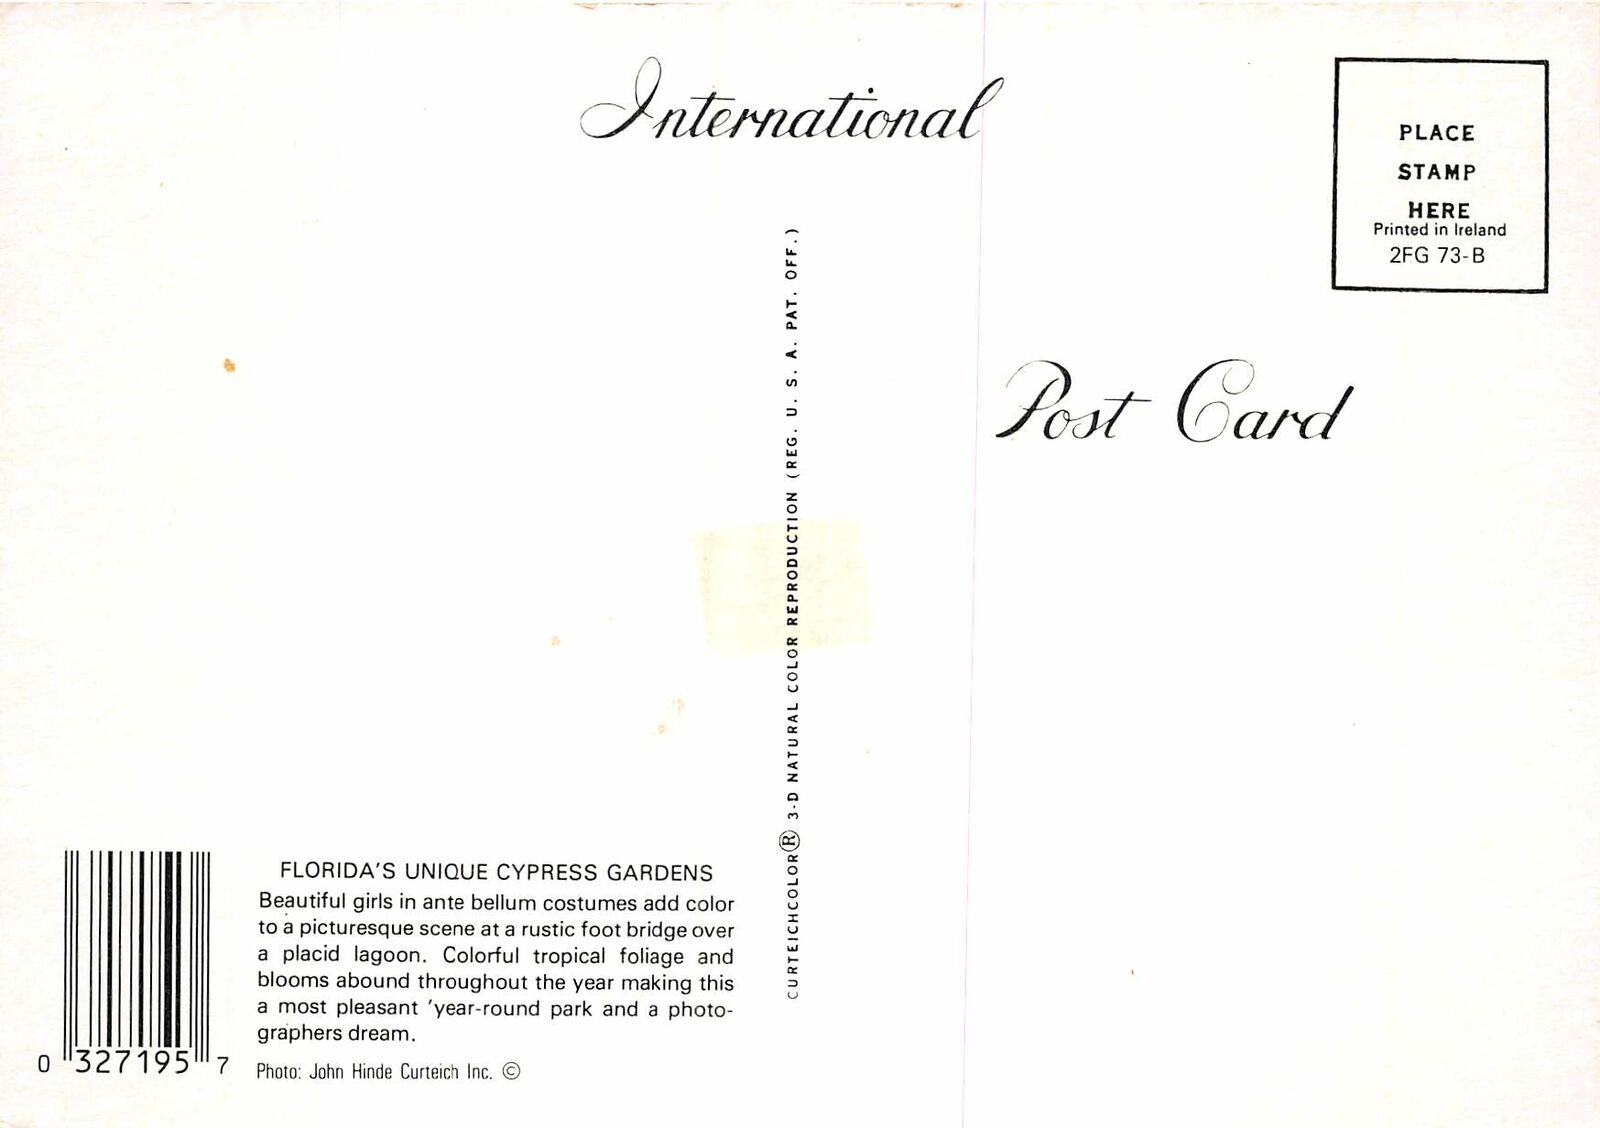 International
PLACE
STAMP
HERE
Printed in Ireland
2FG 73-B
Post Card
CURTEICHCOLOR® 3-D NATURAL COLOR REPRODUCTION (REG. U. S. A. PAT. OFF.)
FLORIDA'S UNIQUE CYPRESS GARDENS
Beautiful girls in ante bellum costumes add color
to a picturesque scene at a rustic foot bridge over
a placid lagoon. Colorful tropical foliage and
blooms abound throughout the year making this
a most pleasant 'year-round park and a photo-
graphers dream.
Photo: John Hinde Curteich Inc. ©
0 327195 7